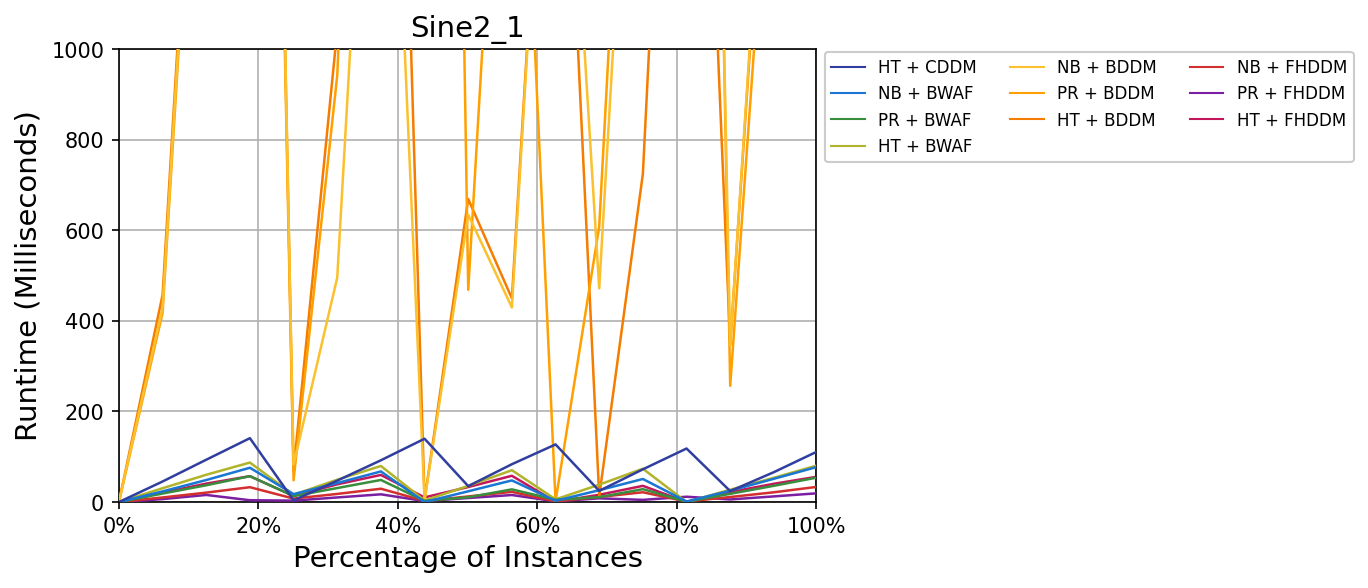 Sine2_1
Runtime (Milliseconds)
1000
800
600
400
200
0
0%
20%
40%
60%
80%
100%
Percentage of Instances
HT + CDDM
NB + BWAF
PR + BWAF
HT + BWAF
NB + BDDM
PR + BDDM
HT + BDDM
NB + FHDDM
PR + FHDDM
HT + FHDDM